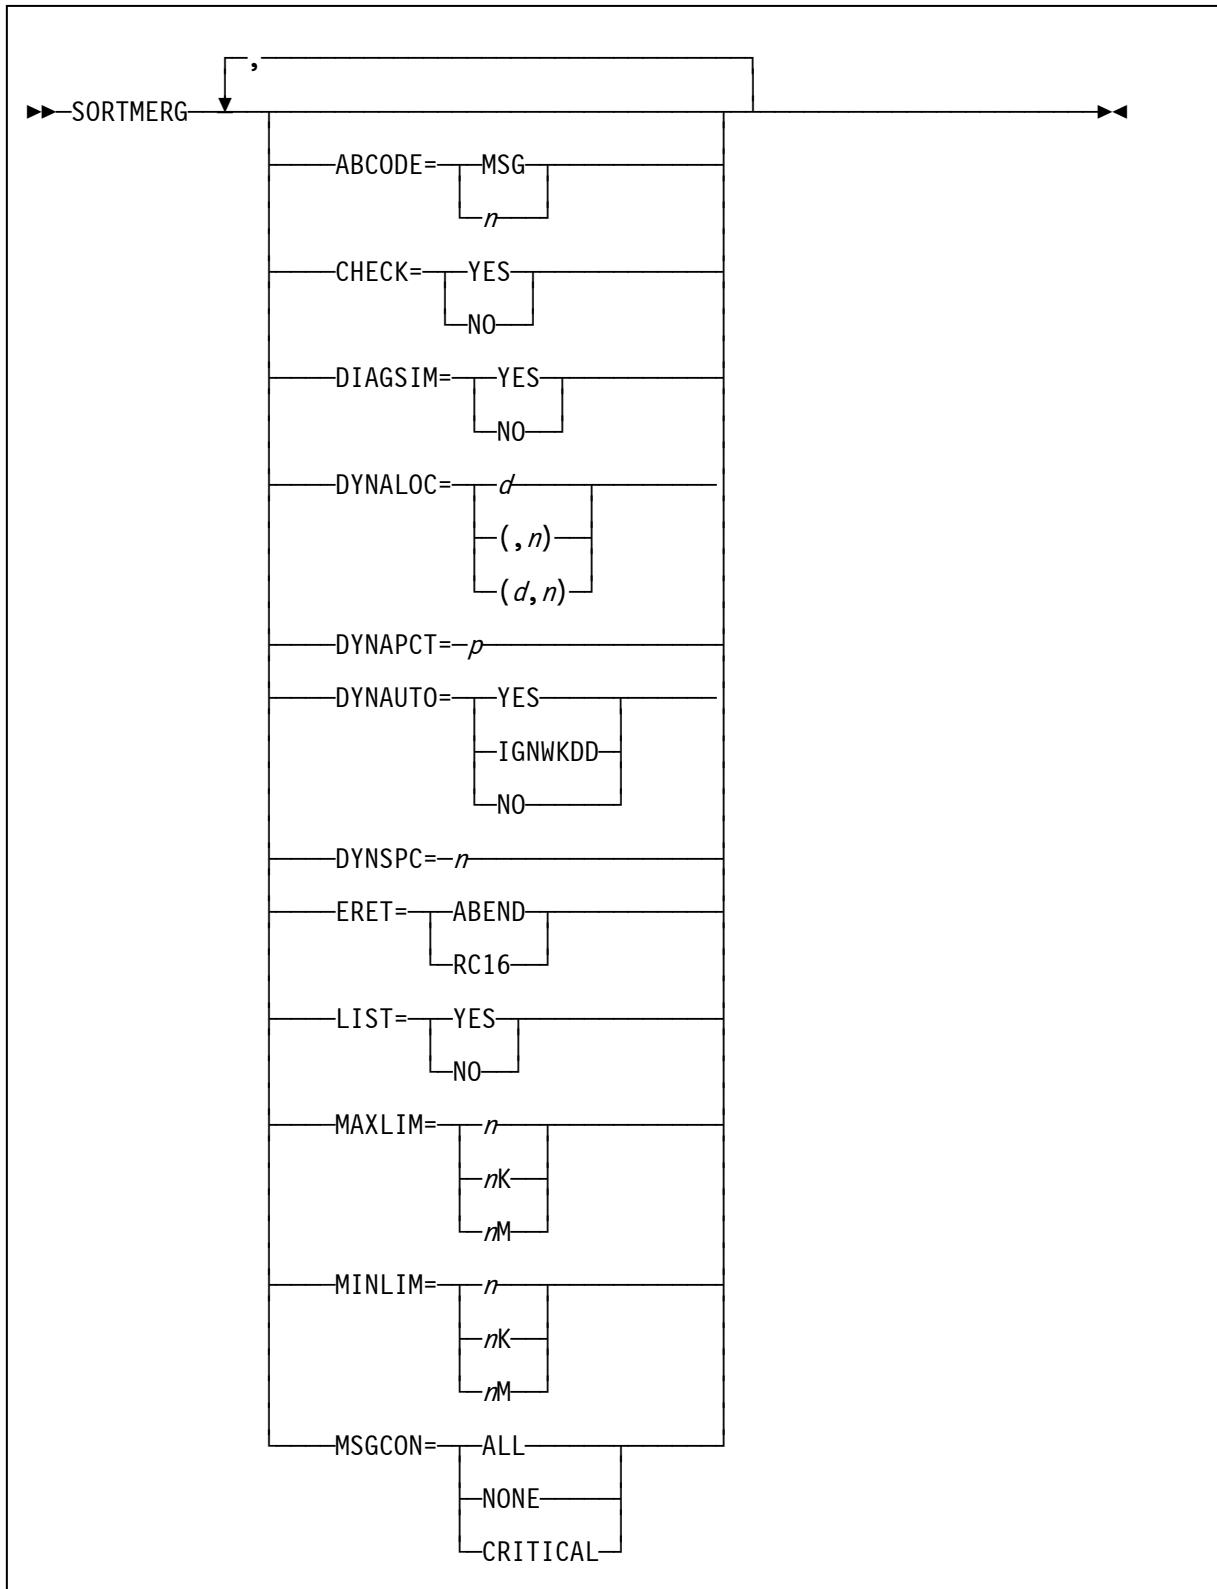 ,
SORTMERG
ABCODE= MSG
n
CHECK= YES
NO
DIAGSIM= YES
NO
DYNALOC= d
(,n)
(d,n)
DYNAPCT= p
DYNAUTO= YES
IGNWKDD
NO
DYNSPC= n
ERET= ABEND
RC16
LIST= YES
NO
MAXLIM= n
nK
nM
MINLIM= n
nK
nM
MSGCON= ALL
NONE
CRITICAL